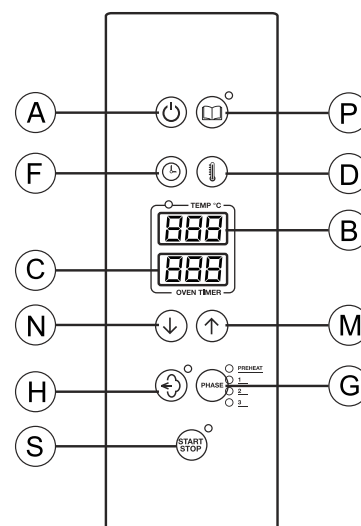 A P
F D
TEMP °C
888 B
C 888
OVEN TIMER
N M
PREHEAT
H PHASE 1 G
2
3
S START
STOP